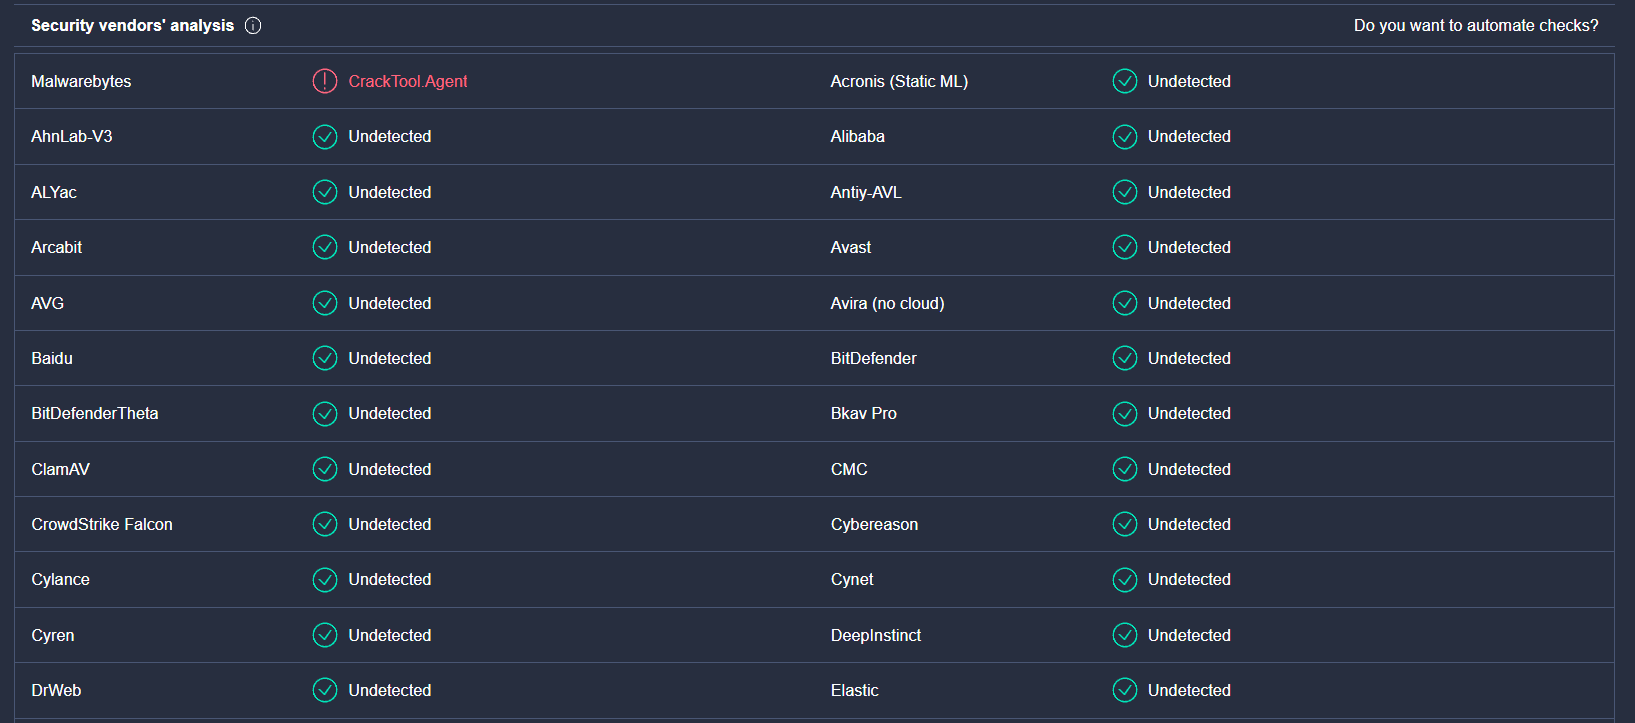 Security vendors' analysis Do you want to automate checks?
Malwarebytes CrackTool.Agent Acronis (Static ML) Undetected
AhnLab-V3 Undetected Alibaba Undetected
ALYac Undetected Antiy-AVL Undetected
Arcabit Undetected Avast Undetected
AVG Undetected Avira (no cloud) Undetected
Baidu Undetected BitDefender Undetected
BitDefenderTheta Undetected Bkav Pro Undetected
ClamAV Undetected CMC Undetected
CrowdStrike Falcon Undetected Cybereason Undetected
Cylance Undetected Cynet Undetected
Cyren Undetected DeepInstinct Undetected
DrWeb Undetected Elastic Undetected